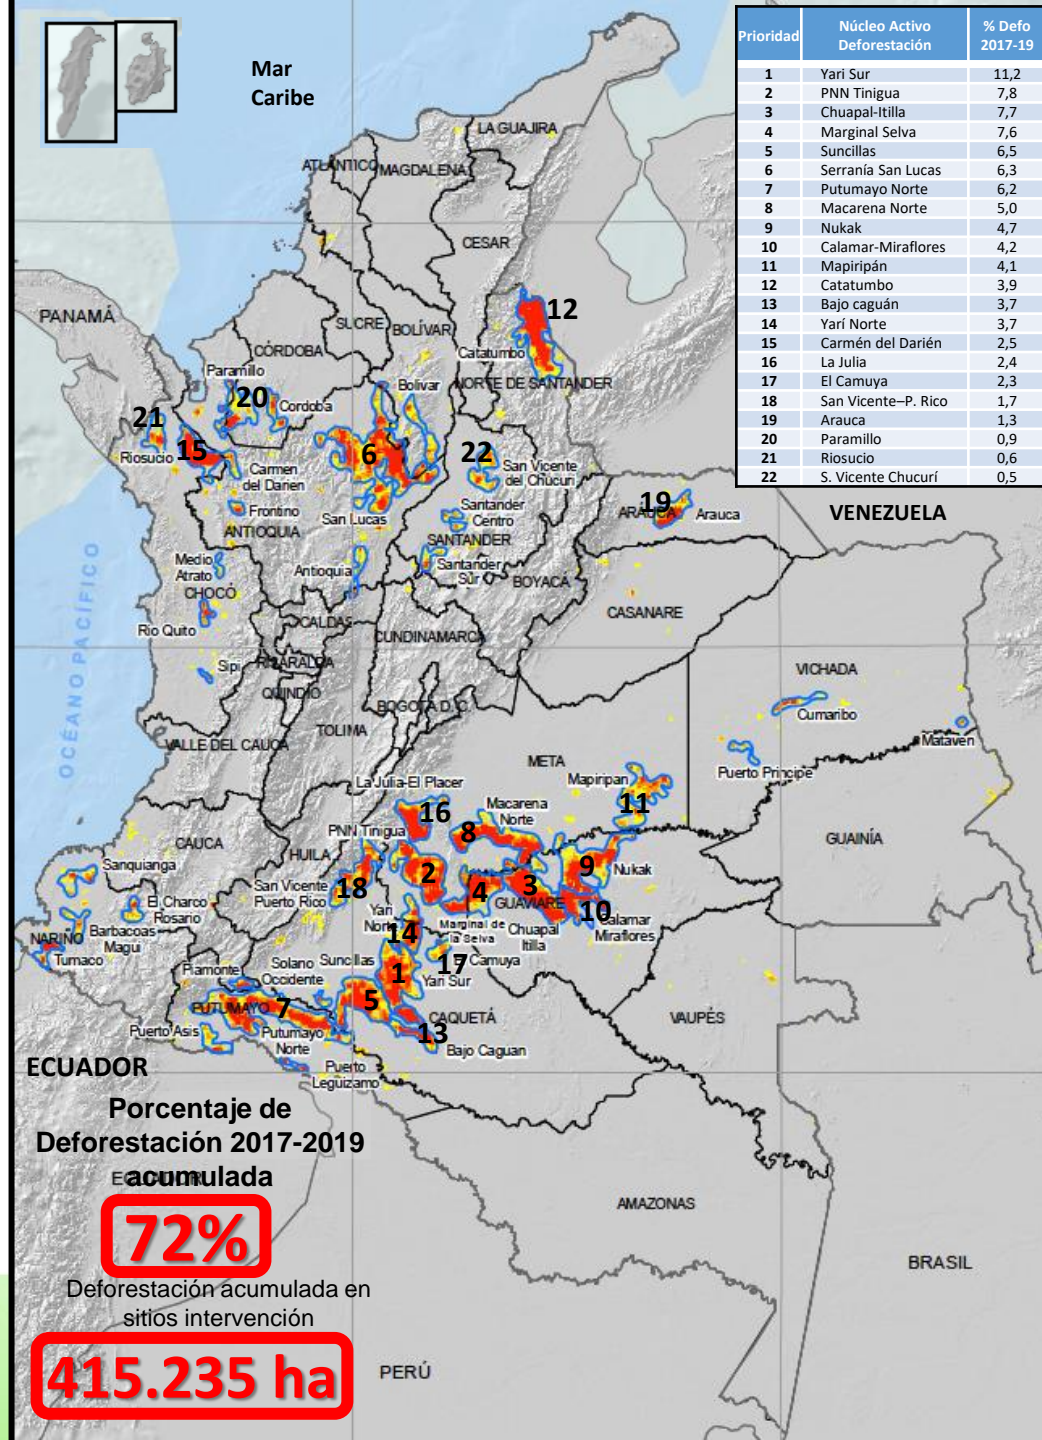 Mar
Caribe
Prioridad Núcleo Activo Deforestación % Defo 2017-19
1 Yari Sur 11,2
2 PNN Tinigua 7,8
3 Chuapal-Itilla 7,7
4 Marginal Selva 7,6
5 Suncillas 6,5
6 Serranía San Lucas 6,3
7 Putumayo Norte 6,2
8 Macarena Norte 5,0
9 Nukak 4,7
10 Calamar-Miraflores 4,2
11 Mapiripán 4,1
12 Catatumbo 3,9
13 Bajo caguán 3,7
14 Yarí Norte 3,7
15 Carmén del Darién 2,5
16 La Julia 2,4
17 El Camuya 2,3
18 San Vicente–P. Rico 1,7
19 Arauca 1,3
20 Paramillo 0,9
21 Riosucio 0,6
22 S. Vicente Chucurí 0,5
LA GUAJIRA
ATLÁNTICO
MAGDALENA
CESAR
PANAMÁ
SUCRE
BOLÍVAR
12
CÓRDOBA
Catatumbo
Paramillo
NORTE DE SANTANDER
Bolivar
20
Cordoba
21
15
Riosucio
6
22
San Vicente
del Chucuri
Carmen
del Darien
Frontino
San Lucas
Santander
Centro
19
ARAUCA
Arauca
VENEZUELA
ANTIOQUIA
SANTANDER
Santander
Sur
Medio
Atrato
Antioquia
BOYACÁ
CHOCÓ
CASANARE
Rio Quito
CALDAS
CUNDINAMARCA
OCÉANO PACÍFICO
Sipi
RISARALDA
VICHADA
QUINDÍO
BOGOTÁ D. C.
Cumaribo
TOLIMA
VALLE DEL CAUCA
Mataven
META
Puerto Principe
Mapiripan
La Julia-El Placer
11
Macarena
Norte
16
PNN Tinigua
8
GUAINÍA
CAUCA
HUILA
Sanquianga
2
9
Nukak
San Vicente
Puerto Rico
18
4
3
GUAVIARE
El Charco
Rosario
10
Yari
Norte
14
Marginal de
la Selva
Chuapal
Itilla
Calamar
Miraflores
NARIÑO
Barbacoas
Magui
Tumaco
17
Camuya
Piamonte
Solano
Occidente
Suncillas
1
Yari Sur
PUTUMAYO
7
5
CAQUETÁ
VAUPÉS
Puerto Asis
Putumayo
Norte
13
Bajo Caguan
ECUADOR
Puerto
Leguizamo
Porcentaje de
Deforestación 2017-2019
acumulada
ECUADOR
72%
AMAZONAS
Deforestación acumulada en
sitios intervención
BRASIL
415.235 ha
PERÚ